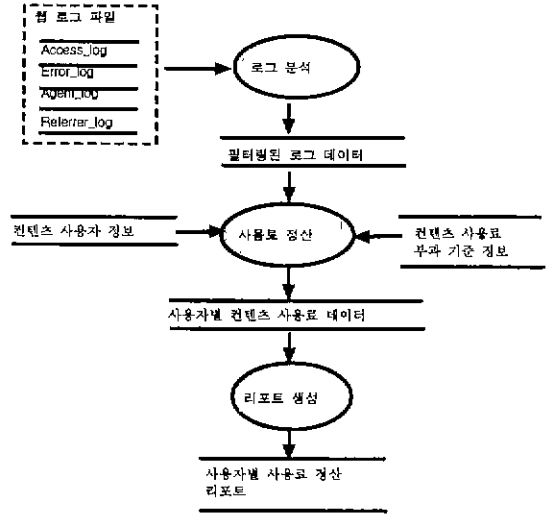 웹 로그 파일
Access_log
Error_log
Agent_log
Referrer_log
로그 분석
필터링된 로그 데이터
컨텐츠 사용자 정보
사용료 정산
컨텐츠 사용료
부과 기준 정보
사용자별 컨텐츠 사용료 데이터
리포트 생성
사용자별 사용료 정산
리포트